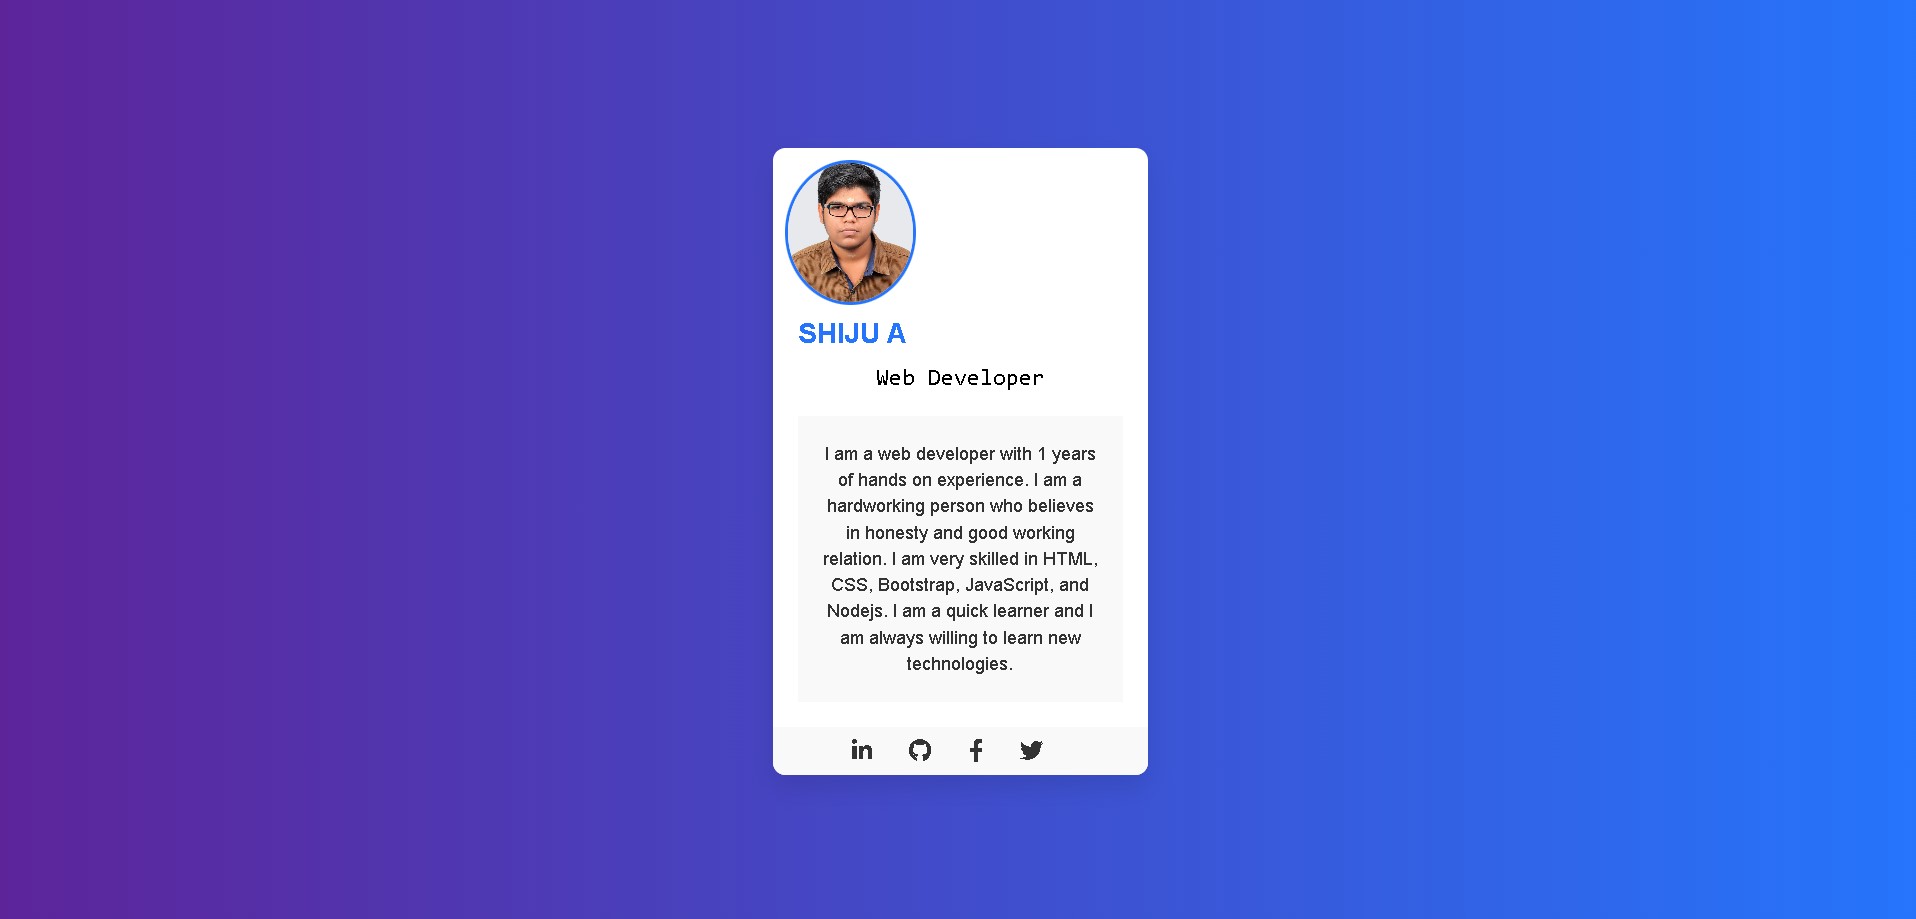 SHIJU A
Web Developer
I am a web developer with 1 years
of hands on experience. I am a
hardworking person who believes
in honesty and good working
relation. I am very skilled in HTML,
CSS, Bootstrap, JavaScript, and
Nodejs. I am a quick learner and I
am always willing to learn new
technologies.
in